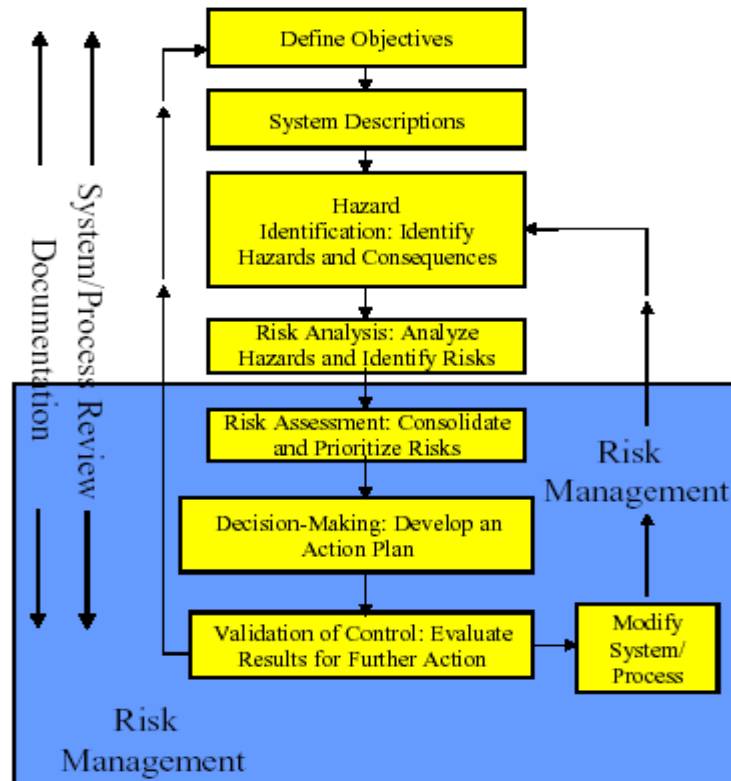 Define Objectives
System Descriptions
Hazard
Identification: Identify
Hazards and Consequences
Risk Analysis: Analyze
Hazards and Identify Risks
Risk Assessment: Consolidate
and Prioritize Risks
Decision-Making: Develop an
Action Plan
Validation of Control: Evaluate
Results for Further Action
Modify
System/
Process
Risk
Management
Risk
Management
System/Process Review
Documentation